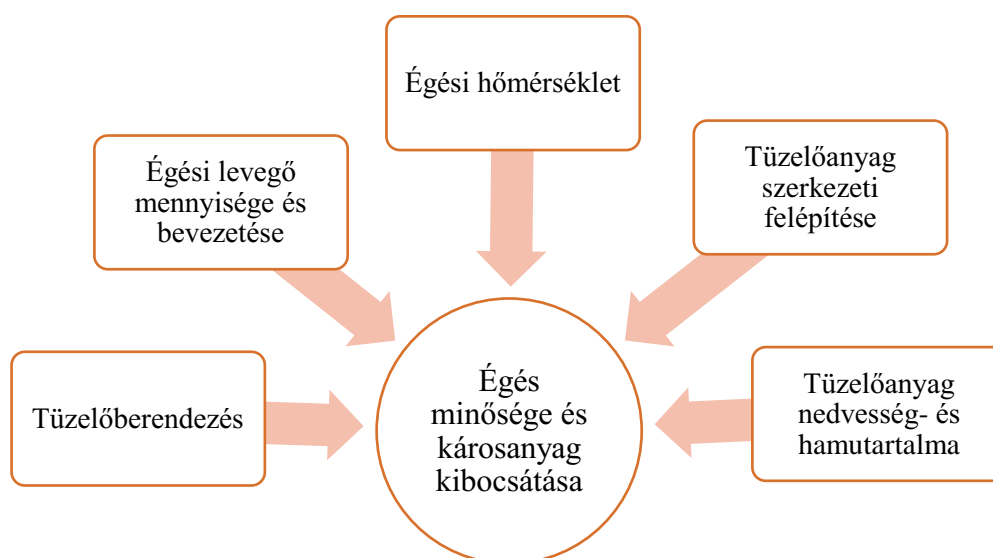 Égési hőmérséklet
Égési levegő
mennyisége és
bevezetése
Tüzelőanyag
szerkezeti
felépítése
Tüzelőberendezés
Égés
minősége és
károsanyag
kibocsátása
Tüzelőanyag
nedvesség- és
hamutartalma